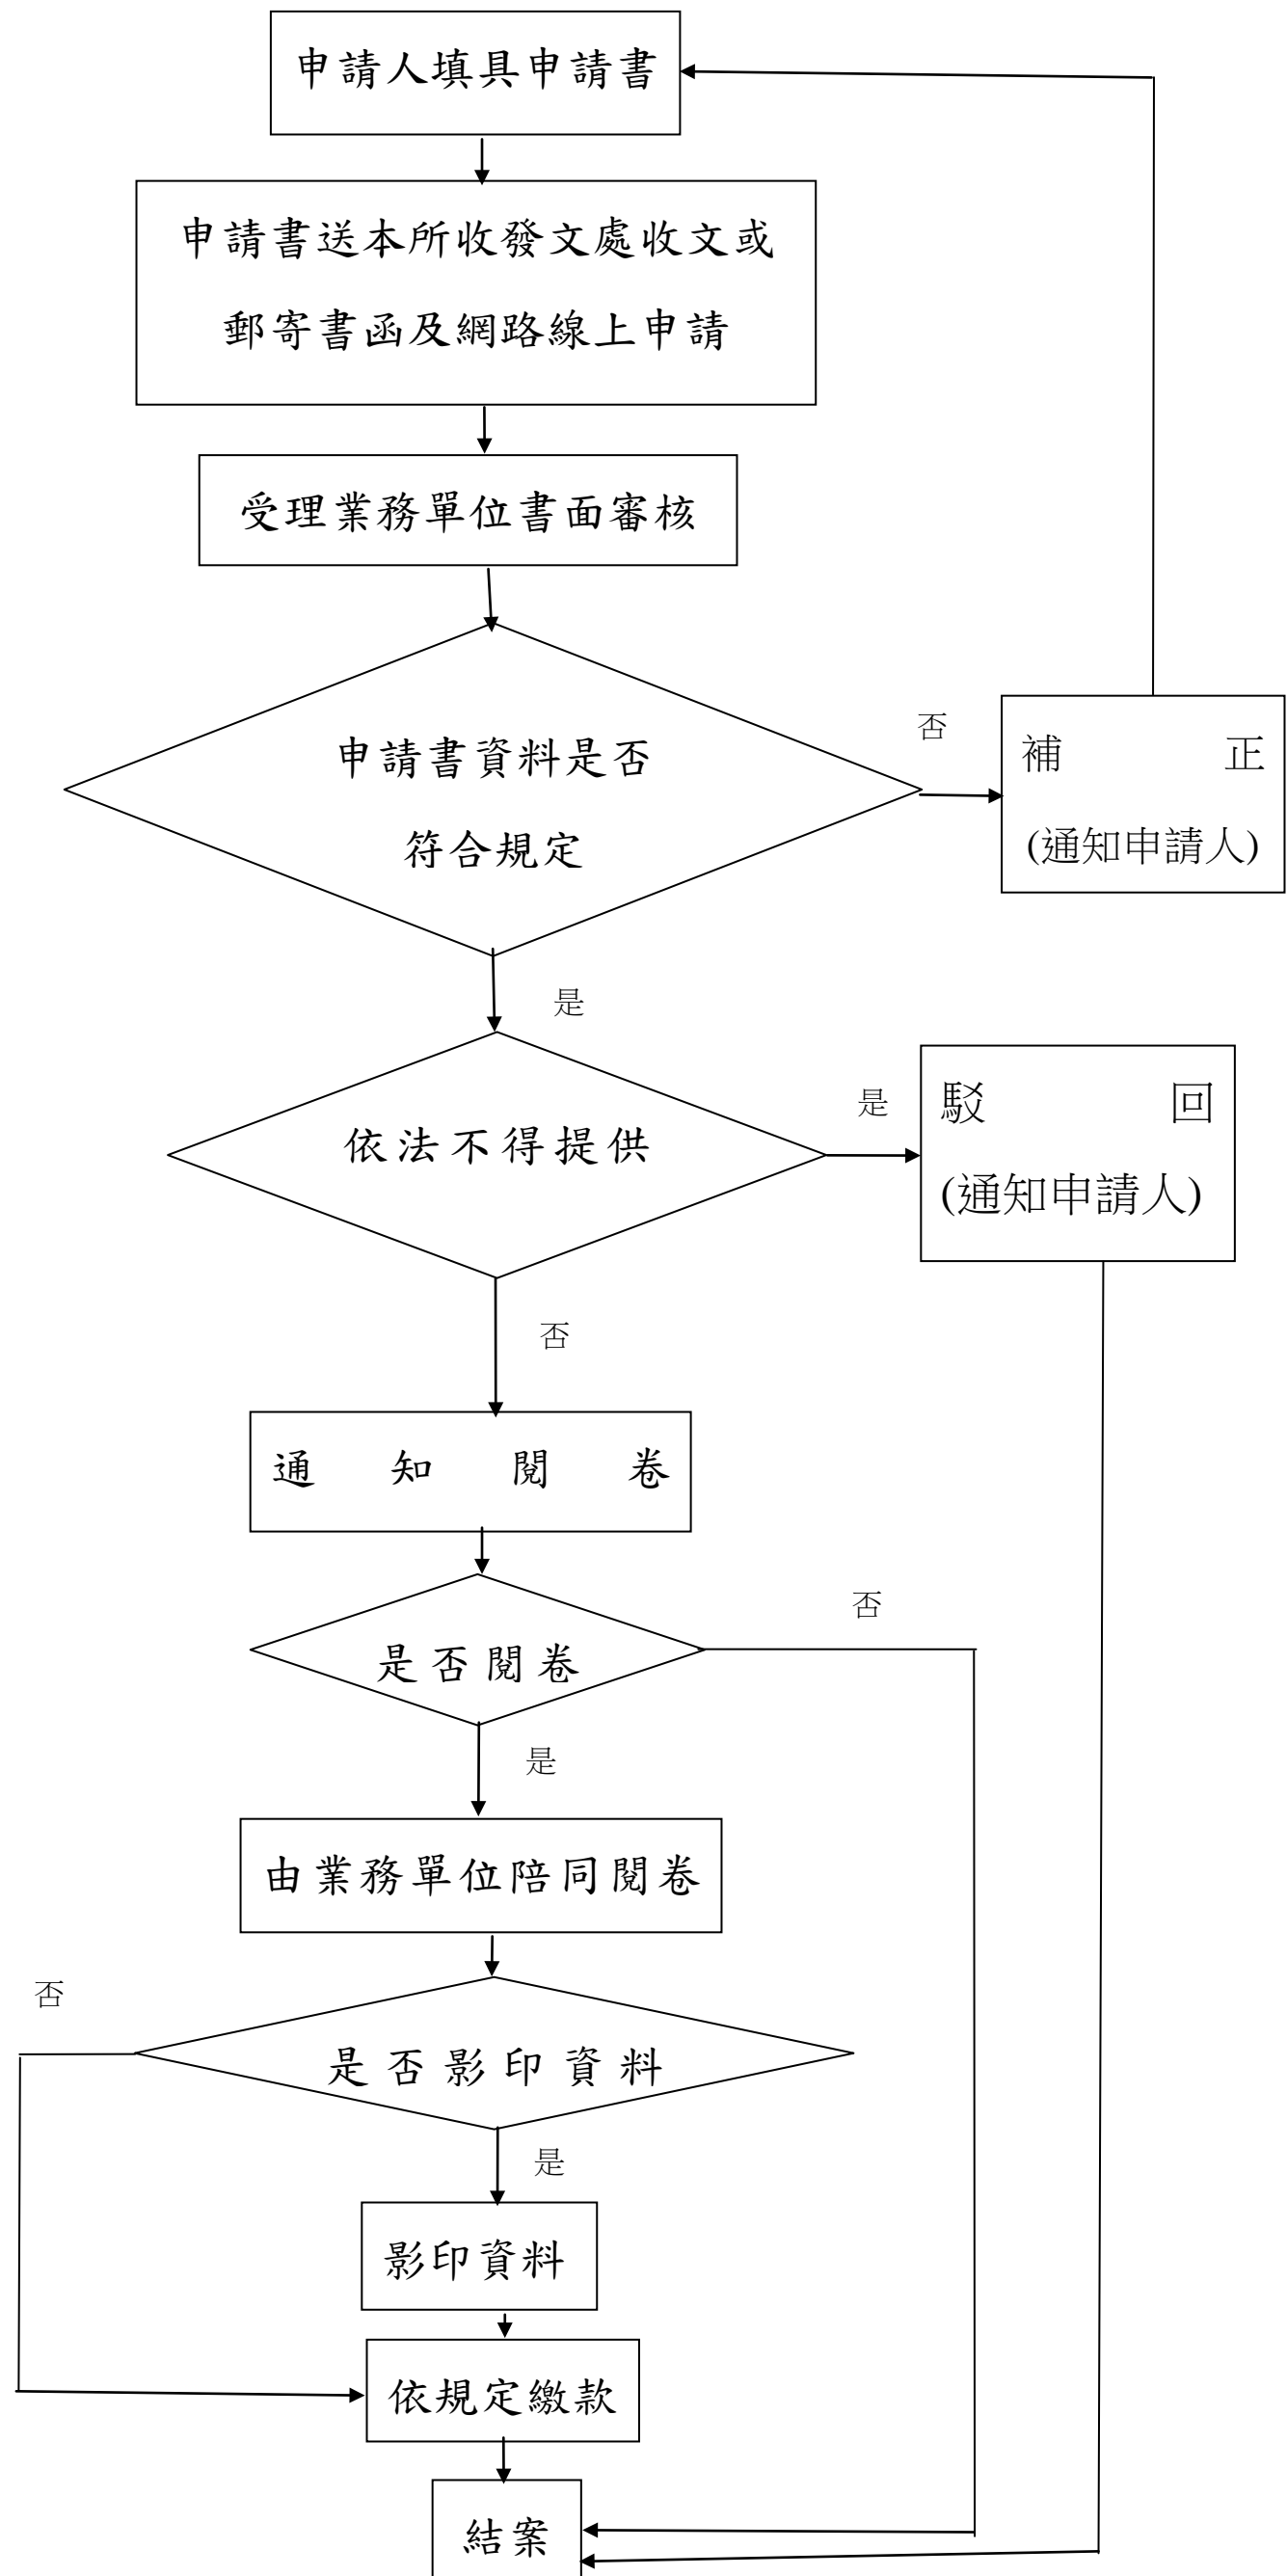 申請人填具申請書
申請書送本所收發文處收文或
郵寄書函及網路線上申請
受理業務單位書面審核
申請書資料是否
符合規定
否
補 正
(通知申請人)
是
依法不得提供
是
駁 回
(通知申請人)
否
通 知 閱 卷
是否閱卷
否
是
由業務單位陪同閱卷
否
是否影印資料
是
影印資料
依規定繳款
結案